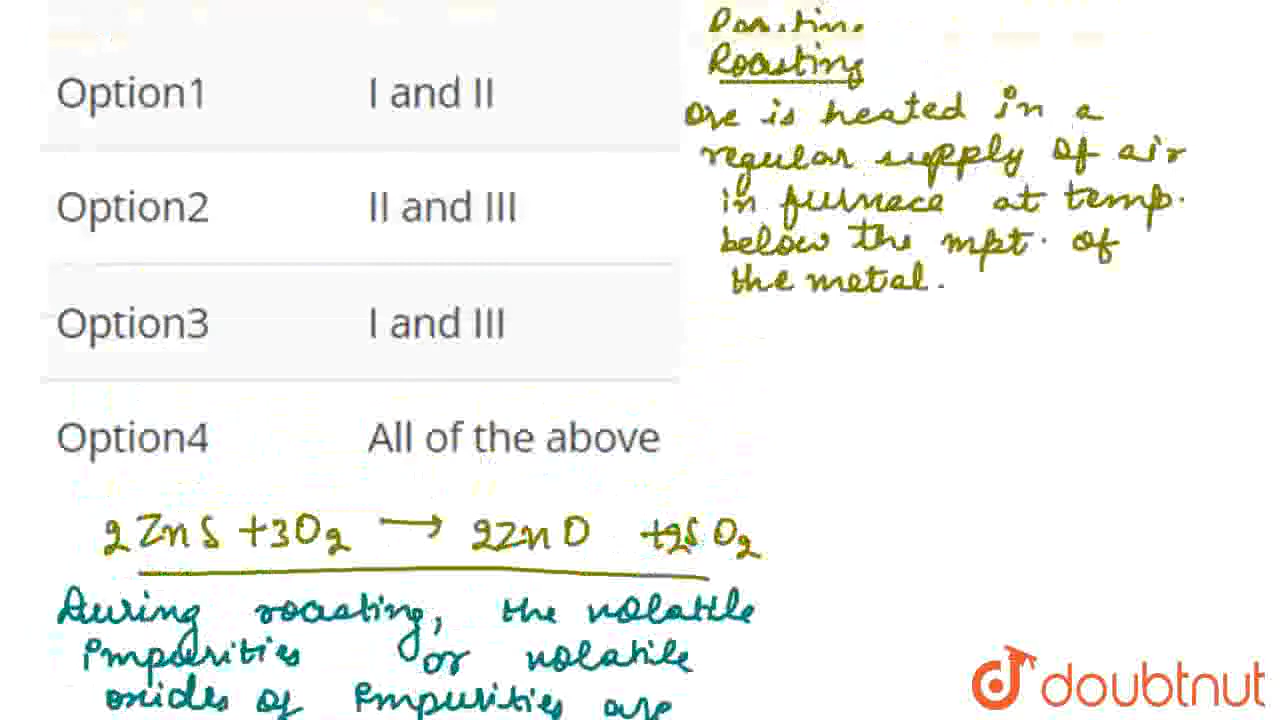 Roasting
Option1 I and II
Ore is heated in a
regular supply of air
in furnace at temp.
below the mpt. of
the metal.
Option2 II and III
Option3 I and III
Option4 All of the above
2ZnS + 3O2 → 2ZnO + 2SO2
During roasting, the volatile
Impurities or volatile
oxides of Impurities are
doubtnut